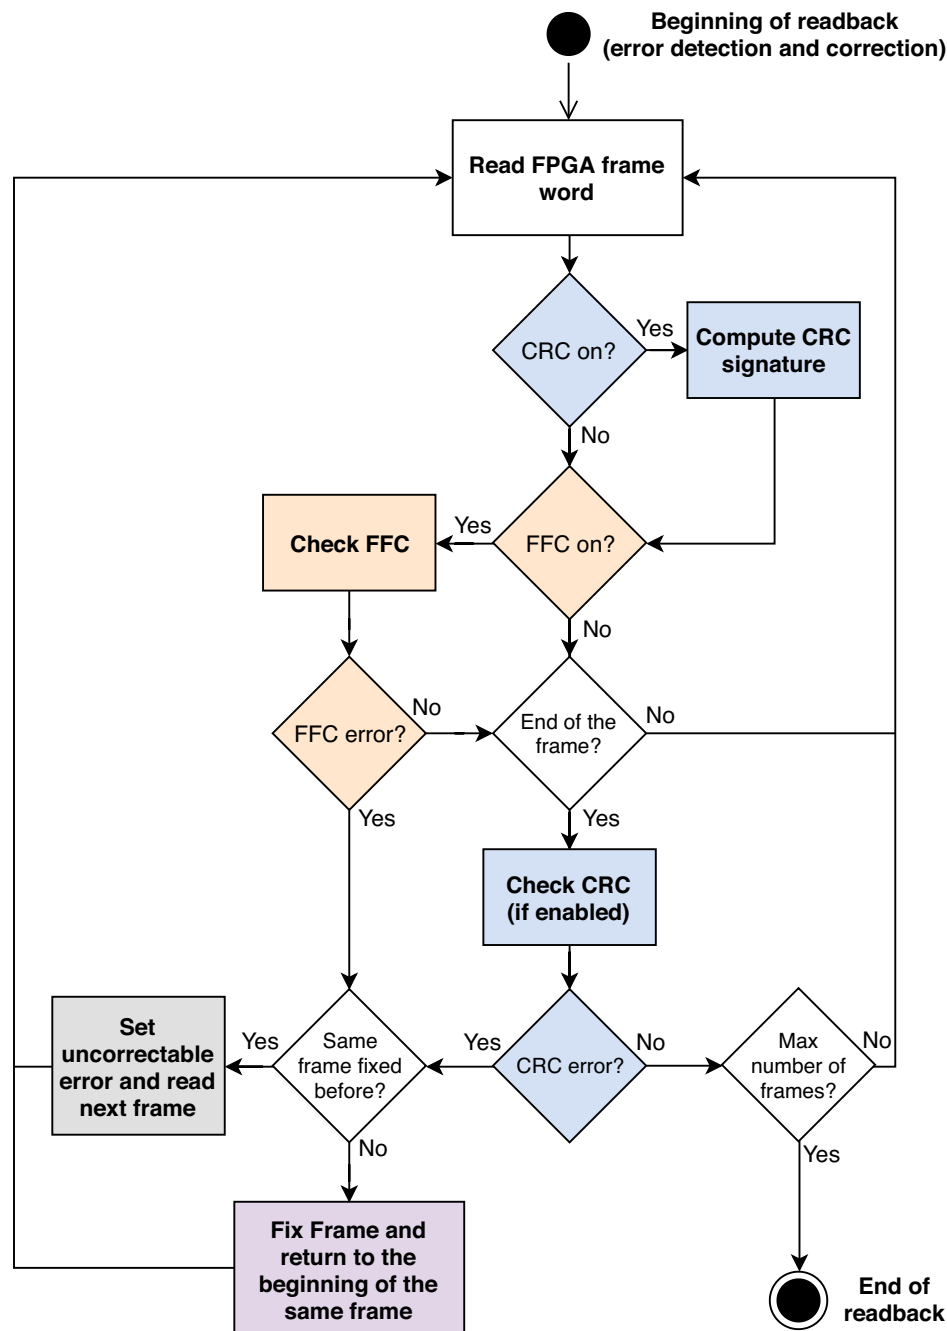 Beginning of readback
(error detection and correction)
Read FPGA frame
word
CRC on?
Yes
Compute CRC
signature
No
Check FFC
Yes
FFC on?
No
FFC error?
No
End of the
frame?
No
Yes
Yes
Check CRC
(if enabled)
Set
uncorrectable
error and read
next frame
Yes
Same
frame fixed
before?
Yes
CRC error?
No
Max
number of
frames?
No
No
Yes
Fix Frame and
return to the
beginning of the
same frame
End of
readback